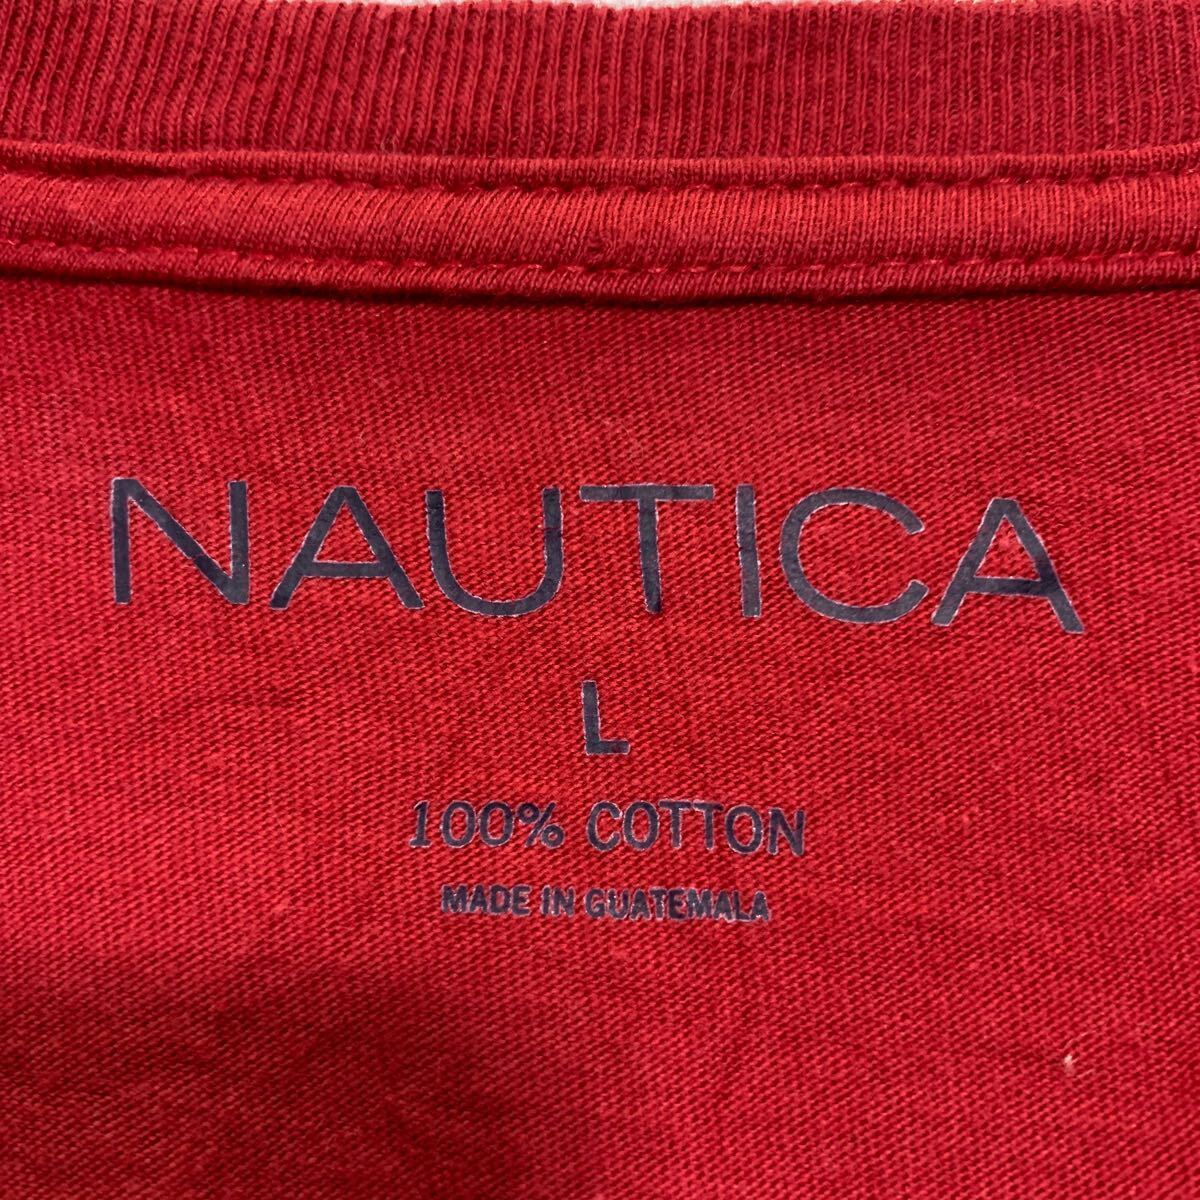 NAUTICA
L
100% COTTON
MADE IN GUATEMALA